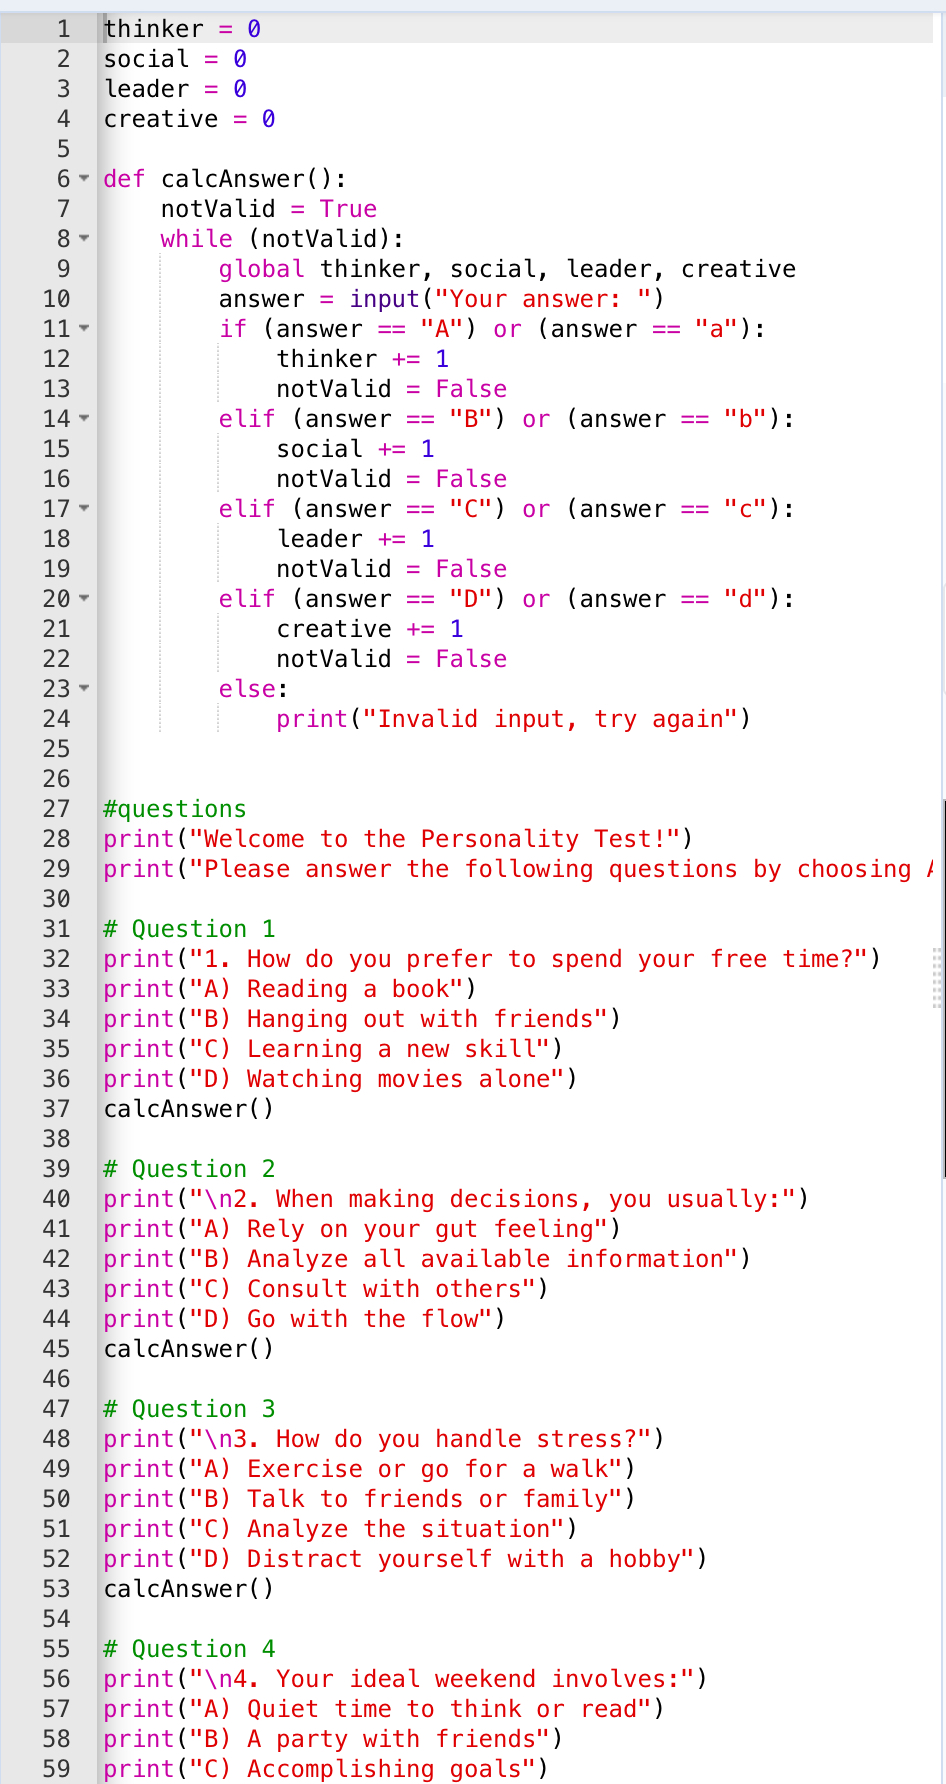 1 thinker = 0
2 social = 0
3 leader = 0
4 creative = 0
5
6 def calcAnswer():
7     notValid = True
8     while (notValid):
9         global thinker, social, leader, creative
10         answer = input("Your answer: ")
11         if (answer == "A") or (answer == "a"):
12             thinker += 1
13             notValid = False
14         elif (answer == "B") or (answer == "b"):
15             social += 1
16             notValid = False
17         elif (answer == "C") or (answer == "c"):
18             leader += 1
19             notValid = False
20         elif (answer == "D") or (answer == "d"):
21             creative += 1
22             notValid = False
23         else:
24             print("Invalid input, try again")
25
26
27 #questions
28 print("Welcome to the Personality Test!")
29 print("Please answer the following questions by choosing
30
31 # Question 1
32 print("1. How do you prefer to spend your free time?")
33 print("A) Reading a book")
34 print("B) Hanging out with friends")
35 print("C) Learning a new skill")
36 print("D) Watching movies alone")
37 calcAnswer()
38
39 # Question 2
40 print("\n2. When making decisions, you usually:")
41 print("A) Rely on your gut feeling")
42 print("B) Analyze all available information")
43 print("C) Consult with others")
44 print("D) Go with the flow")
45 calcAnswer()
46
47 # Question 3
48 print("\n3. How do you handle stress?")
49 print("A) Exercise or go for a walk")
50 print("B) Talk to friends or family")
51 print("C) Analyze the situation")
52 print("D) Distract yourself with a hobby")
53 calcAnswer()
54
55 # Question 4
56 print("\n4. Your ideal weekend involves:")
57 print("A) Quiet time to think or read")
58 print("B) A party with friends")
59 print("C) Accomplishing goals")